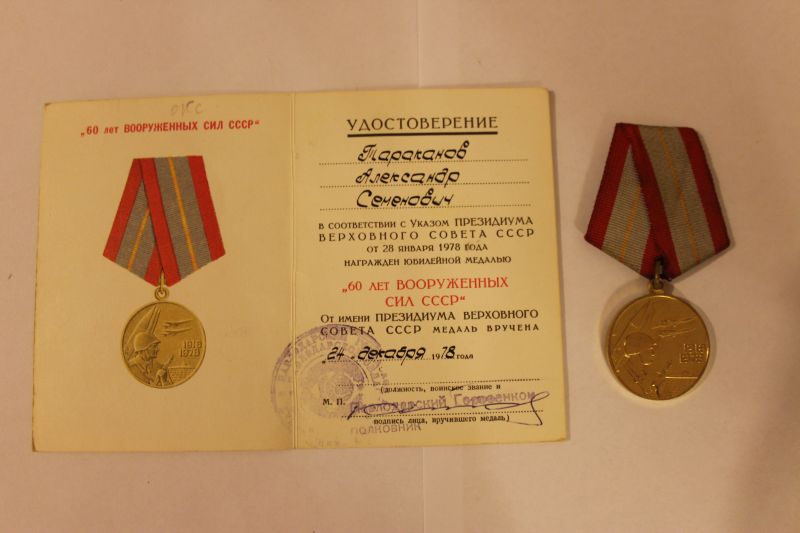 „60 лет ВООРУЖЕННЫХ СИЛ СССР“
1918
1978
УДОСТОВЕРЕНИЕ
Тараканов
Александр
Семенович
В СООТВЕТСТВИИ С УКАЗОМ ПРЕЗИДИУМА
ВЕРХОВНОГО СОВЕТА СССР
ОТ 28 ЯНВАРЯ 1978 ГОДА
НАГРАЖДЕН ЮБИЛЕЙНОЙ МЕДАЛЬЮ
„60 ЛЕТ ВООРУЖЕННЫХ
СИЛ СССР“
ОТ ИМЕНИ ПРЕЗИДИУМА ВЕРХОВНОГО
СОВЕТА СССР МЕДАЛЬ ВРУЧЕНА
„24„ декабря 1978 года
(должность, воинское звание и
М. П.
Павлодарский Горвоенком
подпись лица, вручившего медаль)
ПОЛКОВНИК
1918
1978